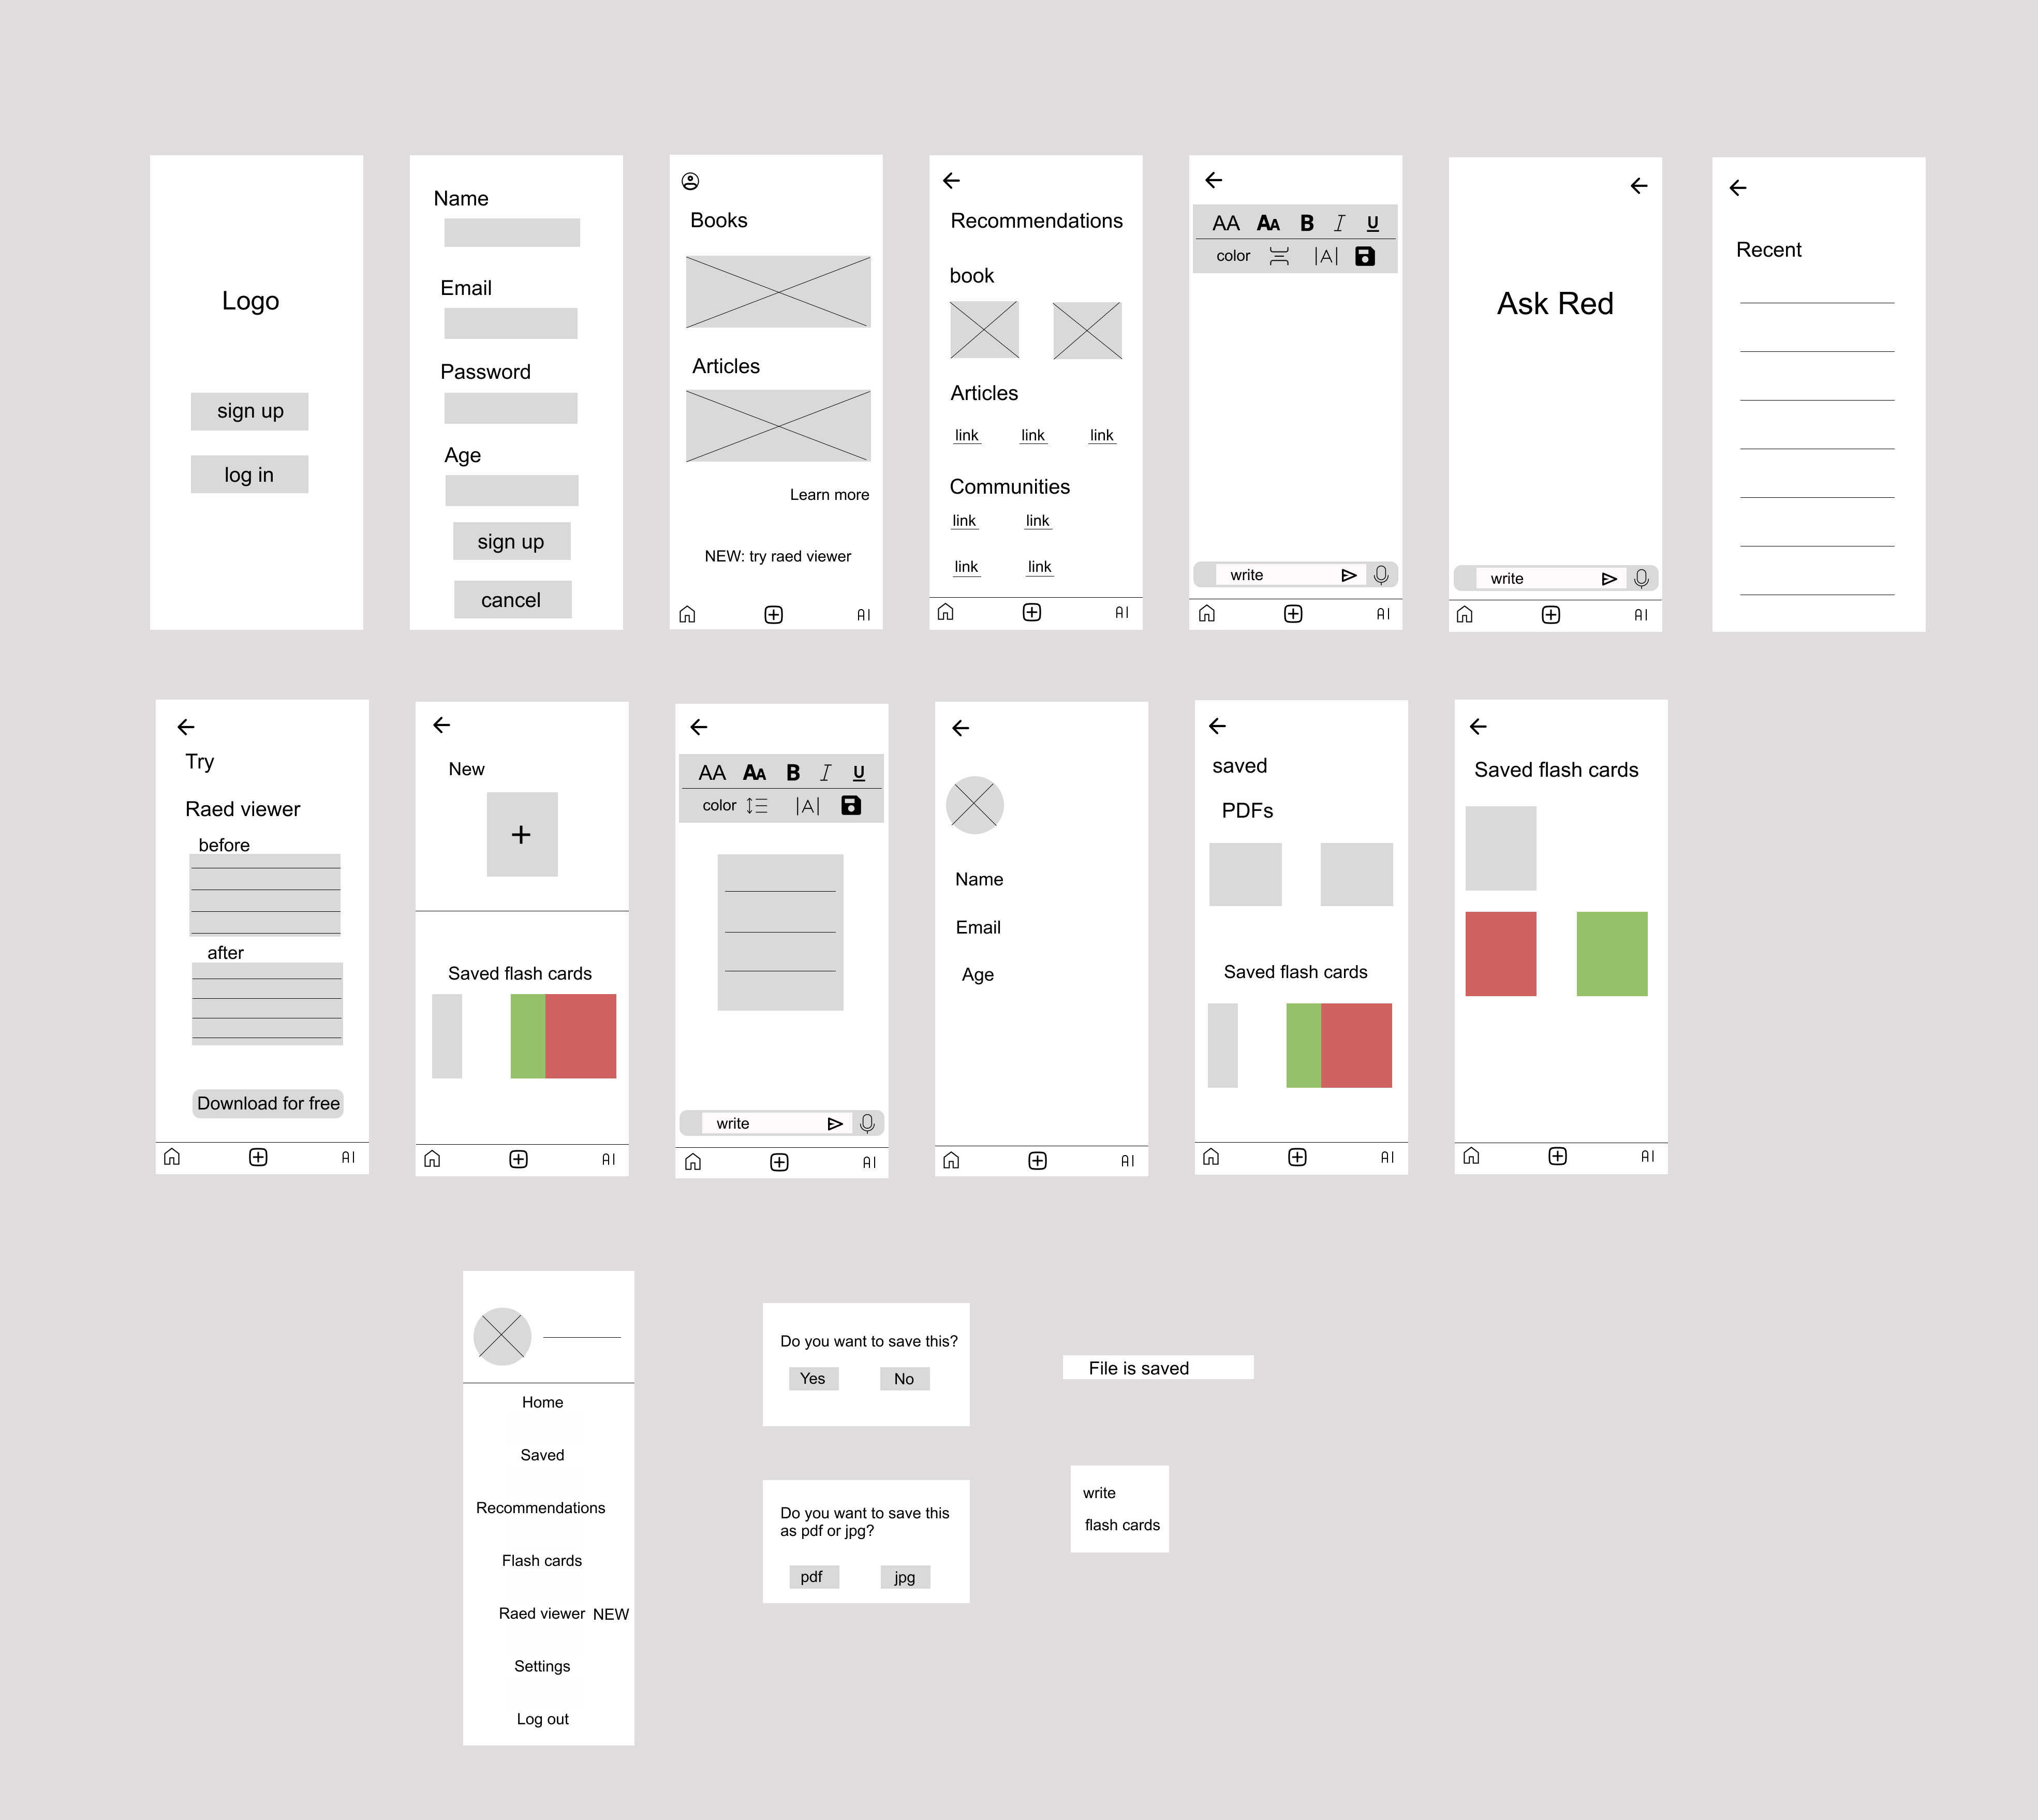 Logo
sign up
log in
Name
Email
Password
Age
sign up
cancel
Books
Articles
Learn more
NEW: try raed viewer
AI
Recommendations
book
Articles
link link link
Communities
link link
link link
AI
AA AA B I U
color |A|
write
AI
Ask Red
write
AI
Recent
Try
Raed viewer
before
after
Download for free
AI
New
+
Saved flash cards
AI
AA AA B I U
color |A|
write
AI
Name
Email
Age
AI
saved
PDFs
Saved flash cards
AI
Saved flash cards
AI
Home
Saved
Recommendations
Flash cards
Raed viewer NEW
Settings
Log out
Do you want to save this?
Yes No
Do you want to save this
as pdf or jpg?
pdf jpg
File is saved
write
flash cards